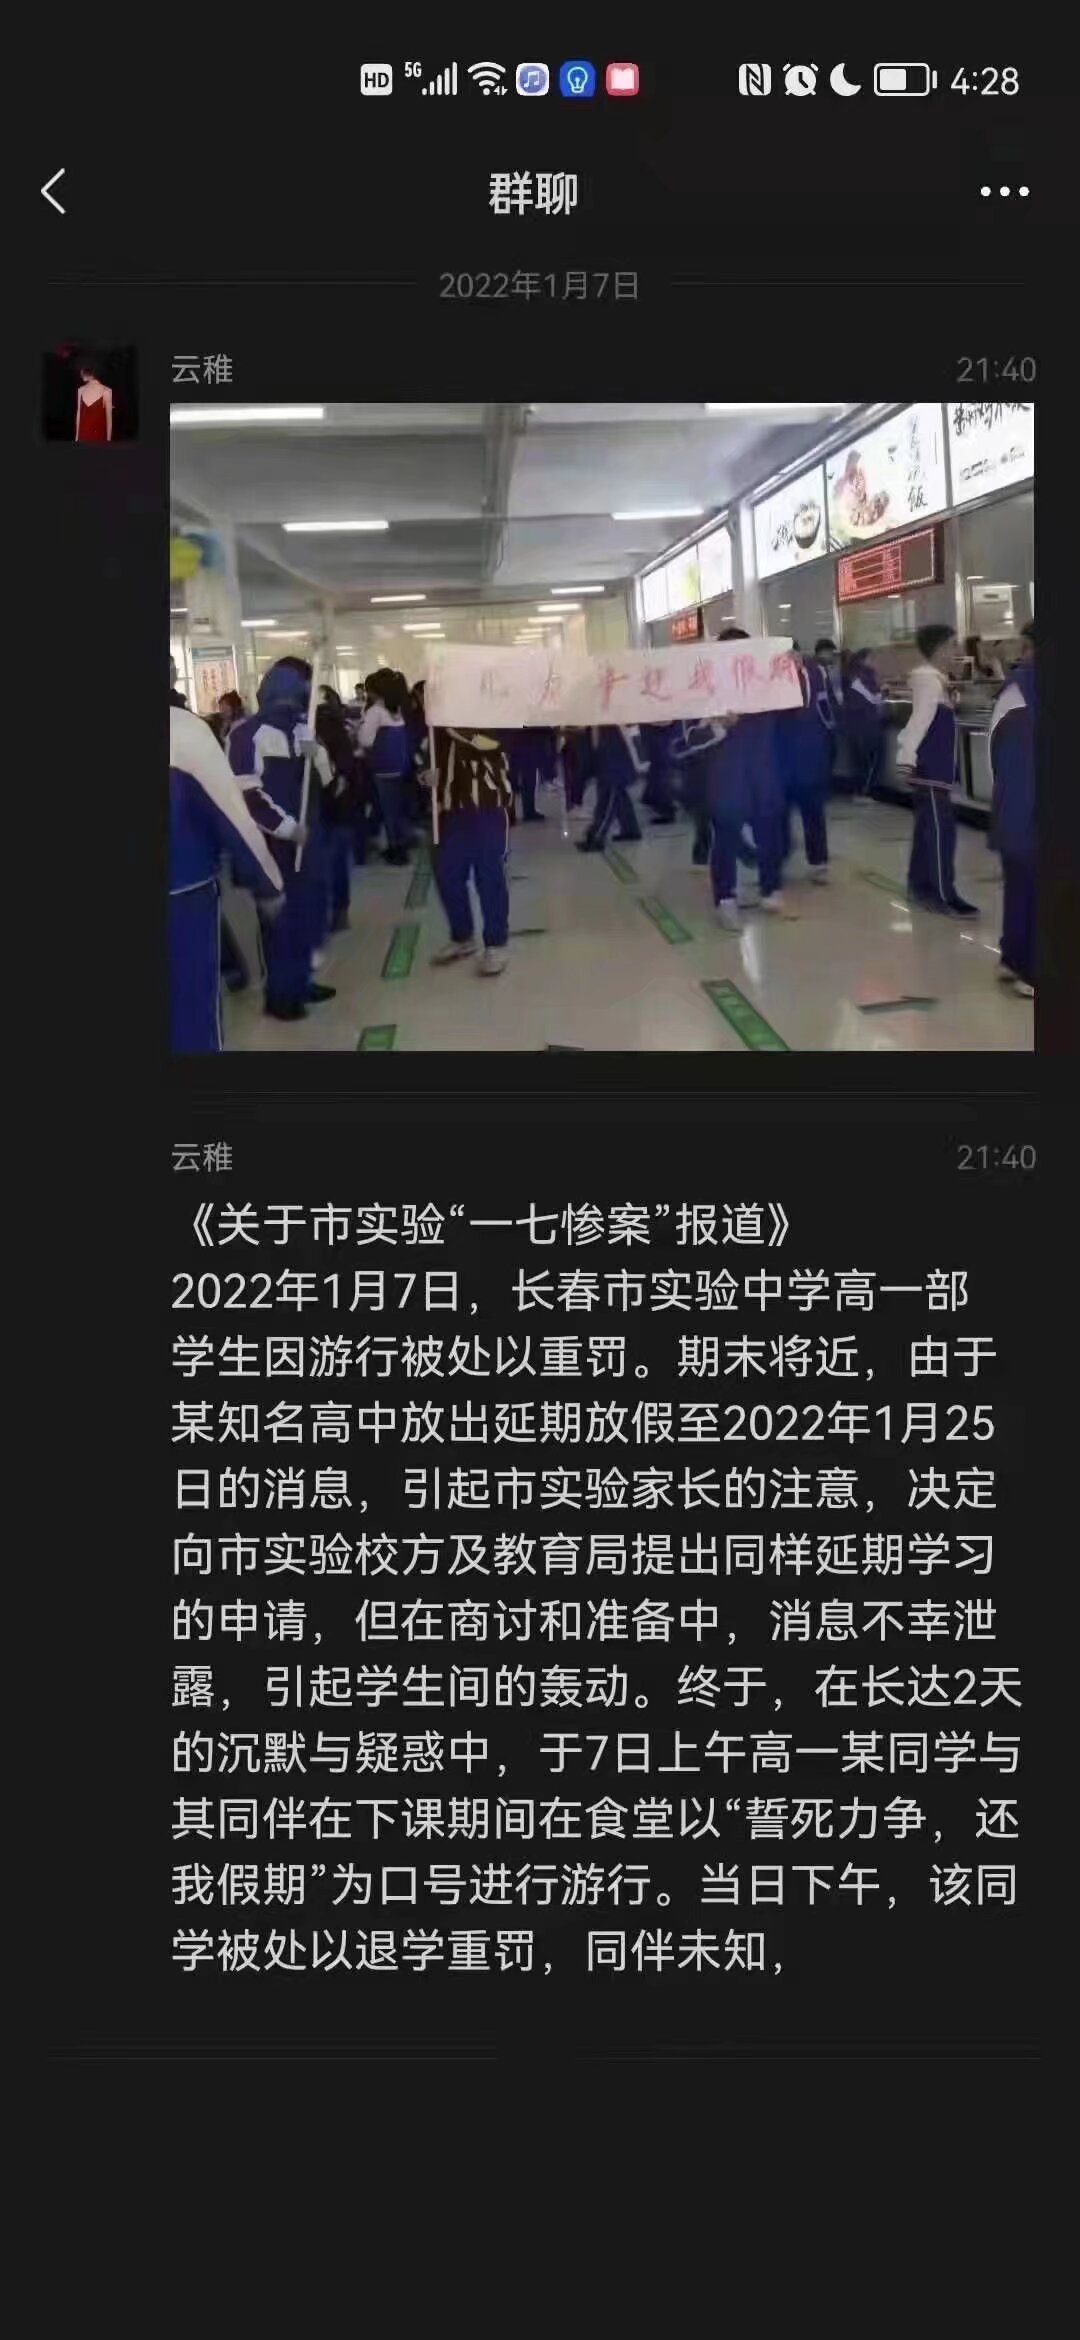 HD 5G 4:28
群聊
2022年1月7日
云稚 21:40
饭
争还我假期
云稚 21:40
《关于市实验“一七惨案”报道》
2022年1月7日，长春市实验中学高一部
学生因游行被处以重罚。期末将近，由于
某知名高中放出延期放假至2022年1月25
日的消息，引起市实验家长的注意，决定
向市实验校方及教育局提出同样延期学习
的申请，但在商讨和准备中，消息不幸泄
露，引起学生间的轰动。终于，在长达2天
的沉默与疑惑中，于7日上午高一某同学与
其同伴在下课期间在食堂以“誓死力争，还
我假期”为口号进行游行。当日下午，该同
学被处以退学重罚，同伴未知，